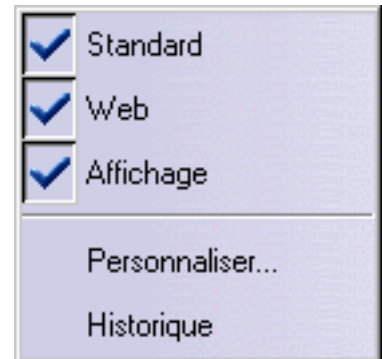 Standard
Web
Affichage
Personnaliser...
Historique